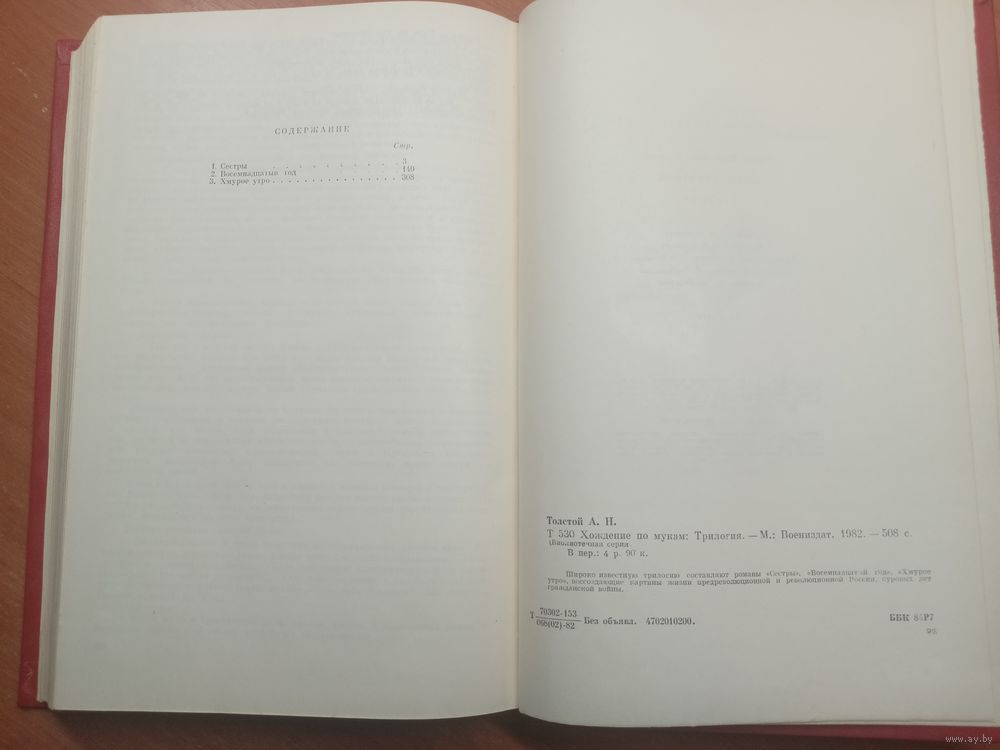 СОДЕРЖАНИЕ
Стр.
1. Сестры . . . . . . . . . . 3
2. Восемнадцатый год 140
3. Хмурое утро . . . . . . . . . . . . . . . . 308
Толстой А. Н.
Т 530 Хождение по мукам: Трилогия. — М.: Воениздат. 1982. — 508 с.
(Библиотечная серия
В пер.: 4 р. 90 к.
Широко известную трилогию составляют романы «Сестры», «Восемнадцатый год», «Хмурое
утро», воссоздающие картины жизни предреволюционной и революционной России, суровых лет
гражданской войны.
Т 70302-153
068(02)-82 Без объявл. 4702010200.
ББК 84Р7
Р2
www.ay.by